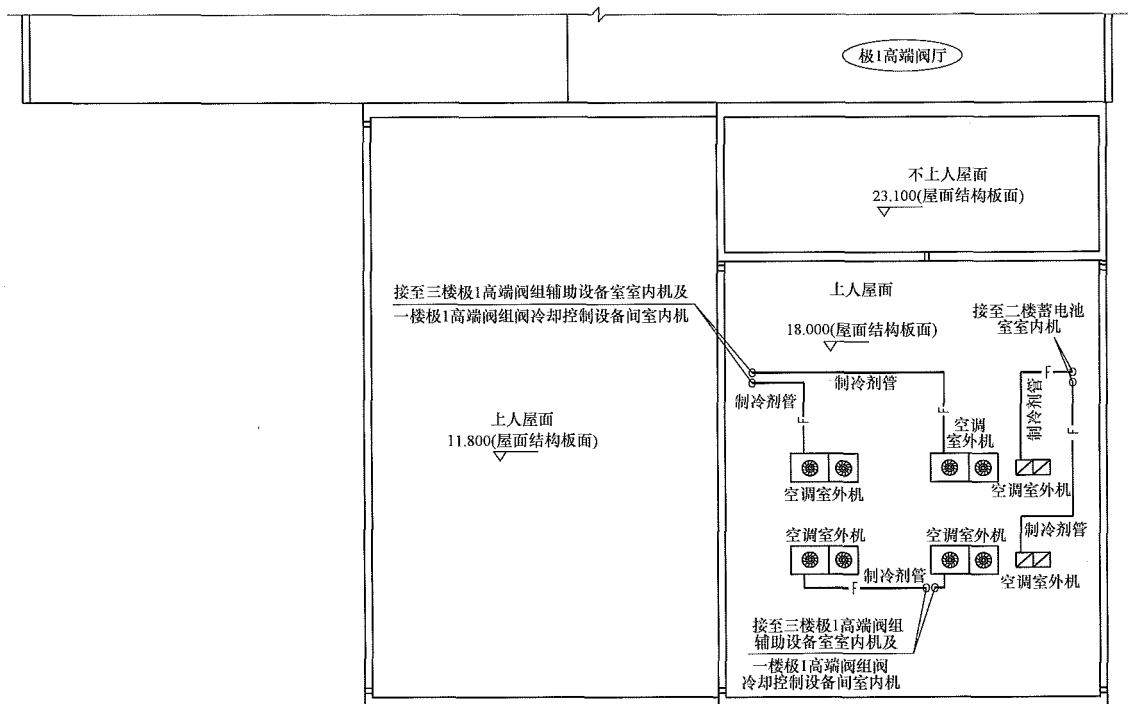 极1高端阀厅
不上人屋面
23.100(屋面结构板面)
接至三楼极1高端阀组辅助设备室室内机及
一楼极1高端阀组阀冷却控制设备间室内机
上人屋面
18.000(屋面结构板面)
接至二楼蓄电池
室室内机
F
制冷剂管
制冷剂管
制冷剂管
F
F
F
上人屋面
11.800(屋面结构板面)
空调
室外机
空调室外机
空调室外机
空调室外机
空调室外机
制冷剂管
制冷剂管
空调室外机
F
接至三楼极1高端阀组
辅助设备室室内机及
一楼极1高端阀组阀
冷却控制设备间室内机